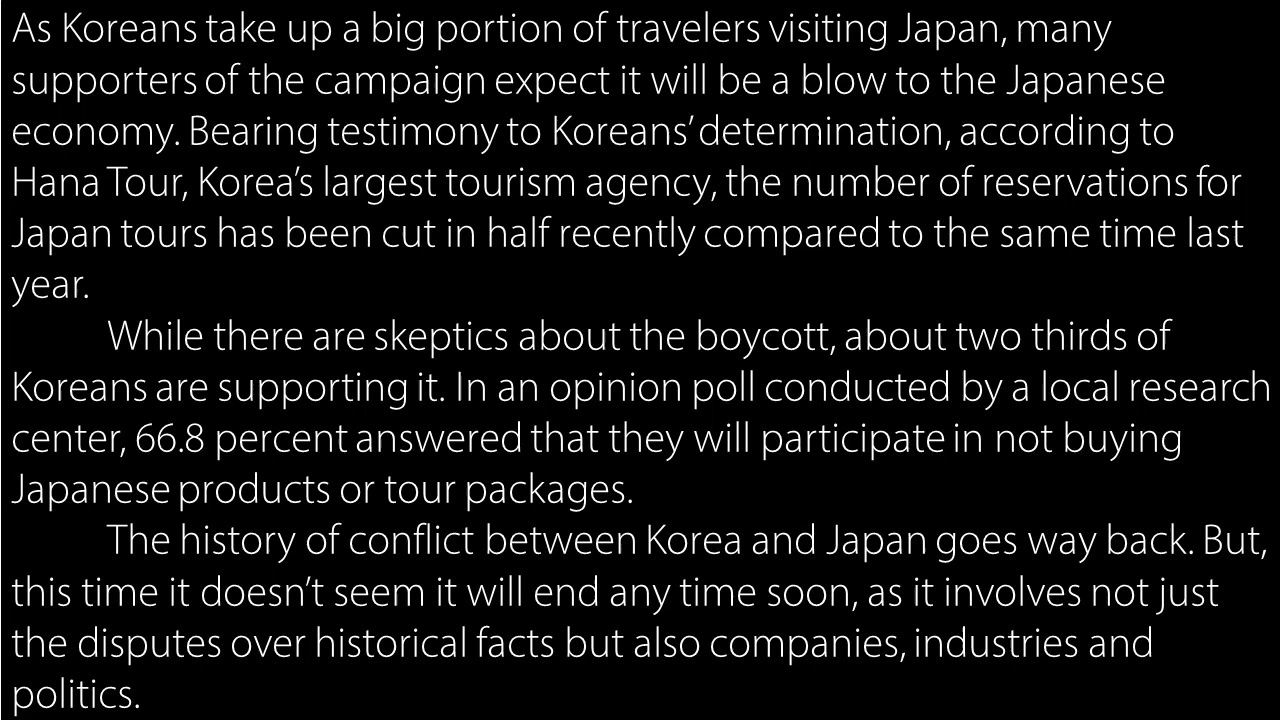 As Koreans take up a big portion of travelers visiting Japan, many
supporters of the campaign expect it will be a blow to the Japanese
economy. Bearing testimony to Koreans’ determination, according to
Hana Tour, Korea’s largest tourism agency, the number of reservations for
Japan tours has been cut in half recently compared to the same time last
year.
While there are skeptics about the boycott, about two thirds of
Koreans are supporting it. In an opinion poll conducted by a local research
center, 66.8 percent answered that they will participate in not buying
Japanese products or tour packages.
The history of conflict between Korea and Japan goes way back. But,
this time it doesn’t seem it will end any time soon, as it involves not just
the disputes over historical facts but also companies, industries and
politics.